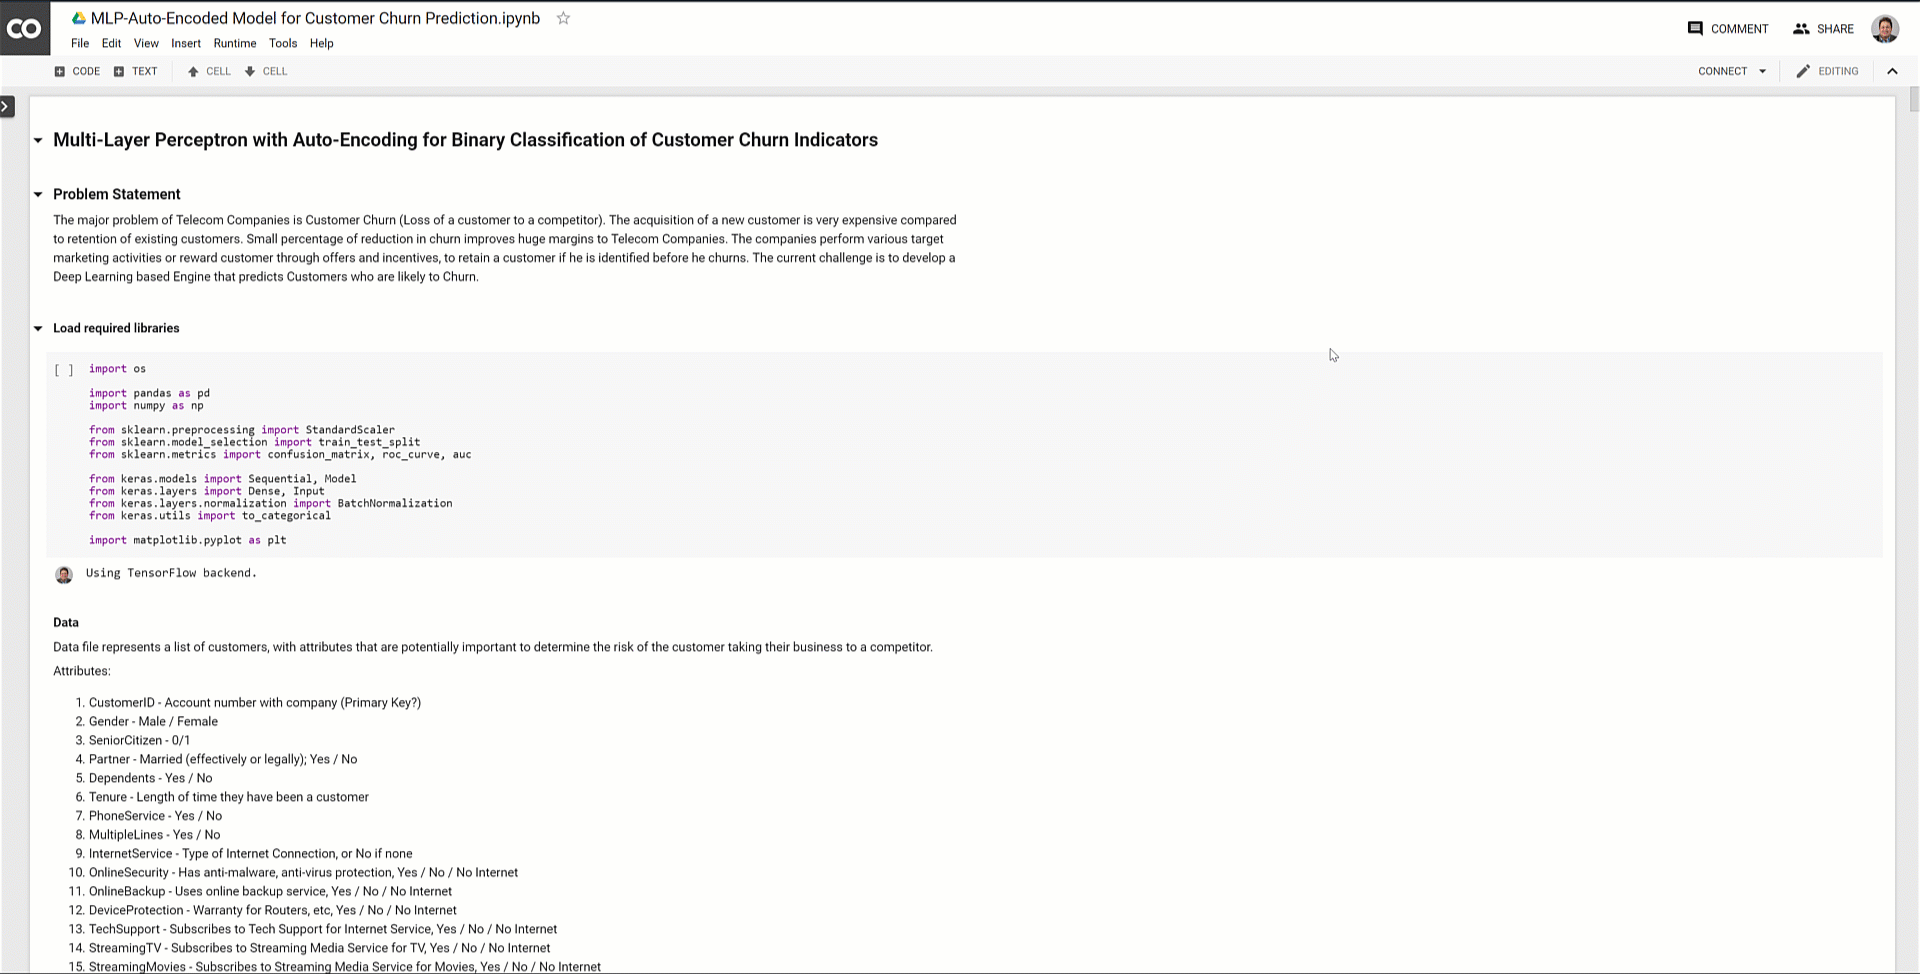 CO
MLP-Auto-Encoded Model for Customer Churn Prediction.ipynb
File Edit View Insert Runtime Tools Help
COMMENT SHARE
CODE TEXT CELL CELL
CONNECT EDITING
Multi-Layer Perceptron with Auto-Encoding for Binary Classification of Customer Churn Indicators
Problem Statement
The major problem of Telecom Companies is Customer Churn (Loss of a customer to a competitor). The acquisition of a new customer is very expensive compared
to retention of existing customers. Small percentage of reduction in churn improves huge margins to Telecom Companies. The companies perform various target
marketing activities or reward customer through offers and incentives, to retain a customer if he is identified before he churns. The current challenge is to develop a
Deep Learning based Engine that predicts Customers who are likely to Churn.
Load required libraries
[ ] import os
import pandas as pd
import numpy as np
from sklearn.preprocessing import StandardScaler
from sklearn.model_selection import train_test_split
from sklearn.metrics import confusion_matrix, roc_curve, auc
from keras.models import Sequential, Model
from keras.layers import Dense, Input
from keras.layers.normalization import BatchNormalization
from keras.utils import to_categorical
import matplotlib.pyplot as plt
Using TensorFlow backend.
Data
Data file represents a list of customers, with attributes that are potentially important to determine the risk of the customer taking their business to a competitor.
Attributes:
1. CustomerID - Account number with company (Primary Key?)
2. Gender - Male / Female
3. SeniorCitizen - 0/1
4. Partner - Married (effectively or legally); Yes / No
5. Dependents - Yes / No
6. Tenure - Length of time they have been a customer
7. PhoneService - Yes / No
8. MultipleLines - Yes / No
9. InternetService - Type of Internet Connection, or No if none
10. OnlineSecurity - Has anti-malware, anti-virus protection, Yes / No / No Internet
11. OnlineBackup - Uses online backup service, Yes / No / No Internet
12. DeviceProtection - Warranty for Routers, etc, Yes / No / No Internet
13. TechSupport - Subscribes to Tech Support for Internet Service, Yes / No / No Internet
14. StreamingTV - Subscribes to Streaming Media Service for TV, Yes / No / No Internet
15. StreamingMovies - Subscribes to Streaming Media Service for Movies, Yes / No / No Internet